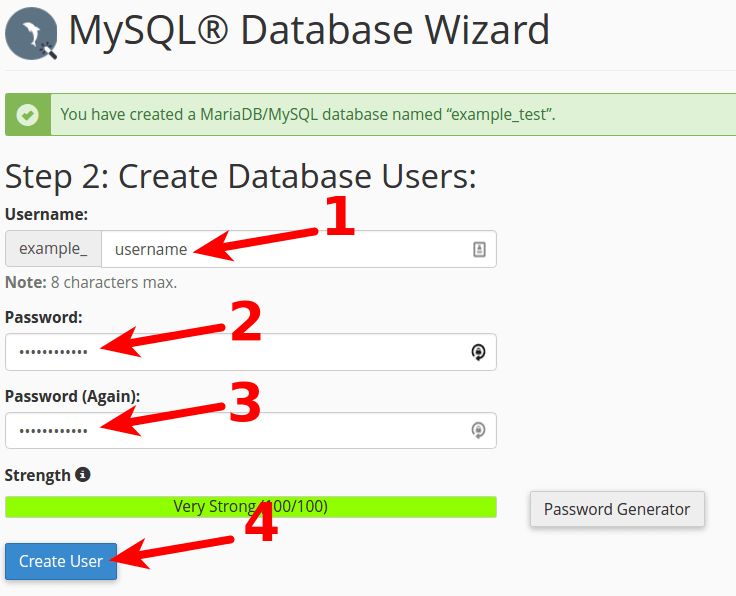 MySQL® Database Wizard
You have created a MariaDB/MySQL database named “example_test”.
Step 2: Create Database Users:
1
Username:
example_ username
Note: 8 characters max.
2
Password:
••••••••••••
3
Password (Again):
••••••••••••
Strength
Very Strong (100/100)
Password Generator
4
Create User